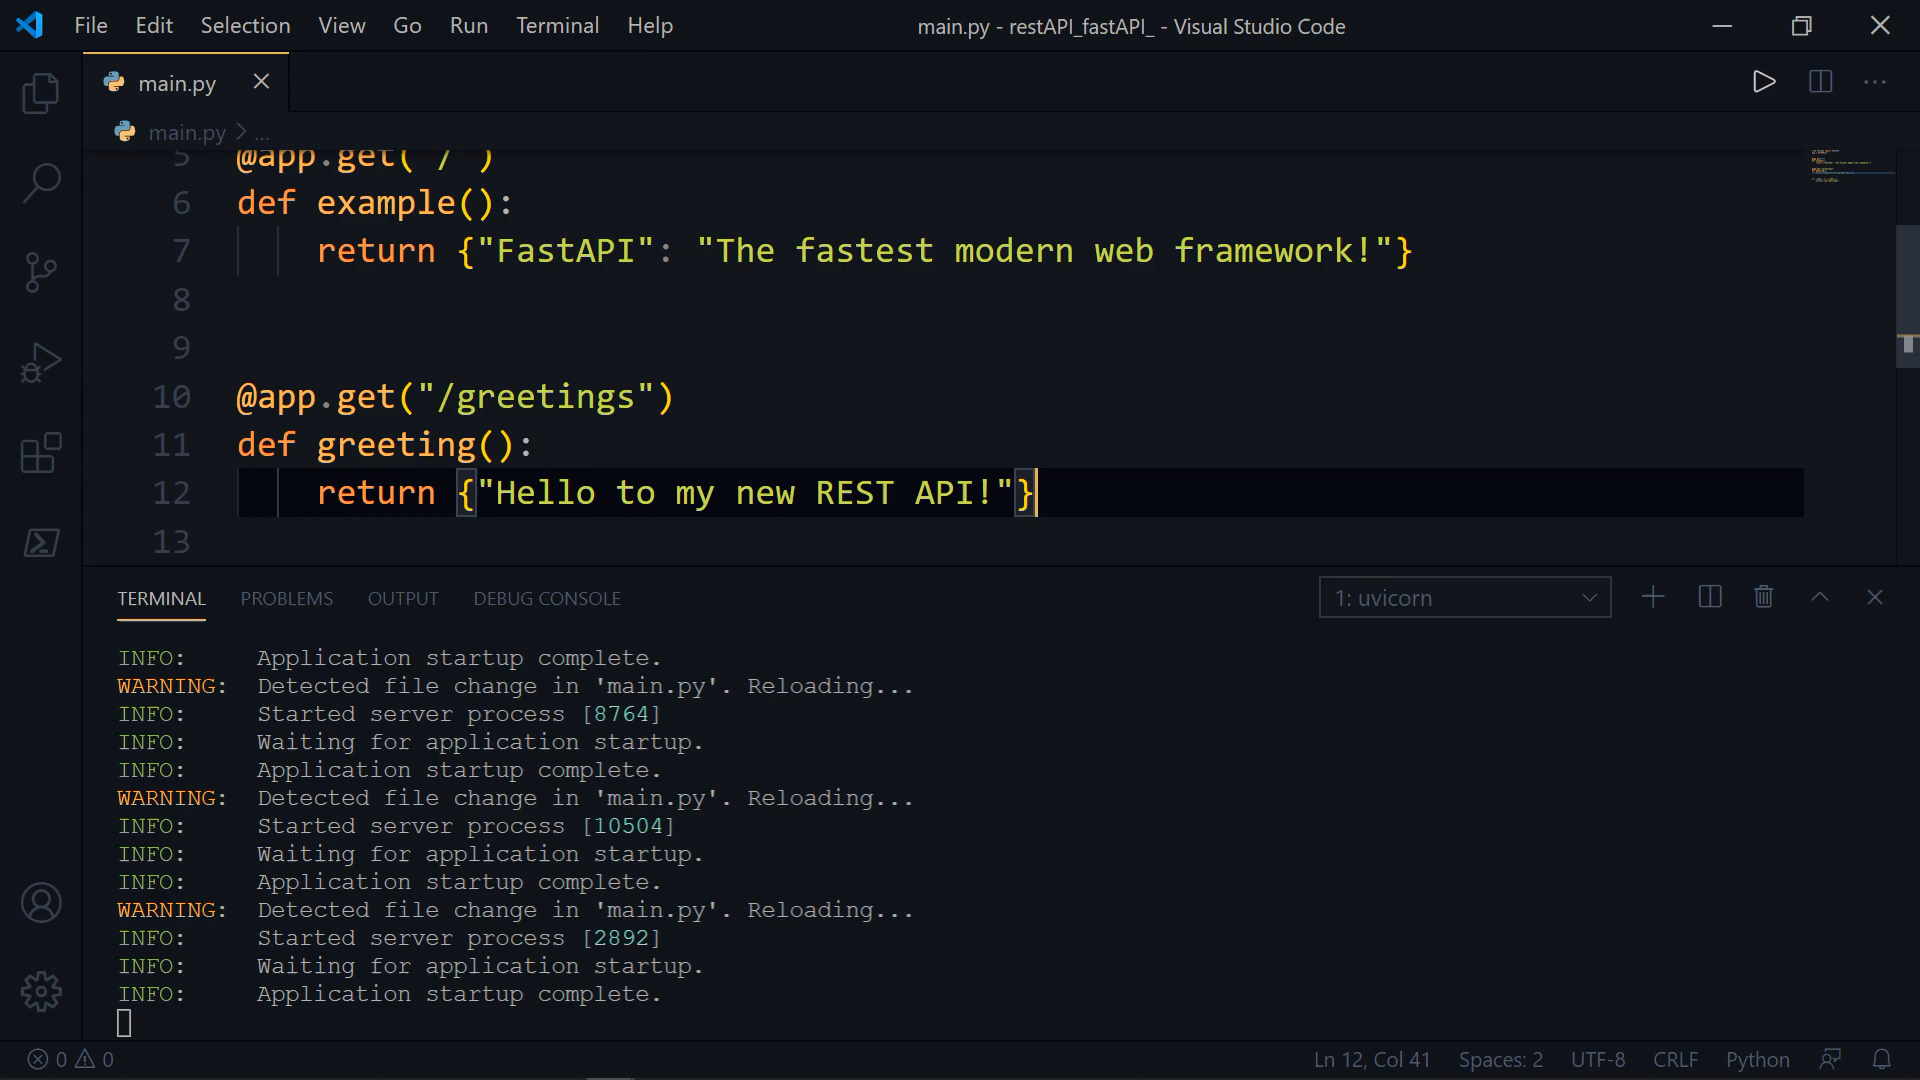 File Edit Selection View Go Run Terminal Help
main.py - restAPI_fastAPI_ - Visual Studio Code
main.py
main.py > ...
5 @app.get("/")
6 def example():
7 return {"FastAPI": "The fastest modern web framework!"}
8
9
10 @app.get("/greetings")
11 def greeting():
12 return {"Hello to my new REST API!"}
13
TERMINAL PROBLEMS OUTPUT DEBUG CONSOLE
1: uvicorn
INFO: Application startup complete.
WARNING: Detected file change in 'main.py'. Reloading...
INFO: Started server process [8764]
INFO: Waiting for application startup.
INFO: Application startup complete.
WARNING: Detected file change in 'main.py'. Reloading...
INFO: Started server process [10504]
INFO: Waiting for application startup.
INFO: Application startup complete.
WARNING: Detected file change in 'main.py'. Reloading...
INFO: Started server process [2892]
INFO: Waiting for application startup.
INFO: Application startup complete.
0 0
Ln 12, Col 41 Spaces: 2 UTF-8 CRLF Python